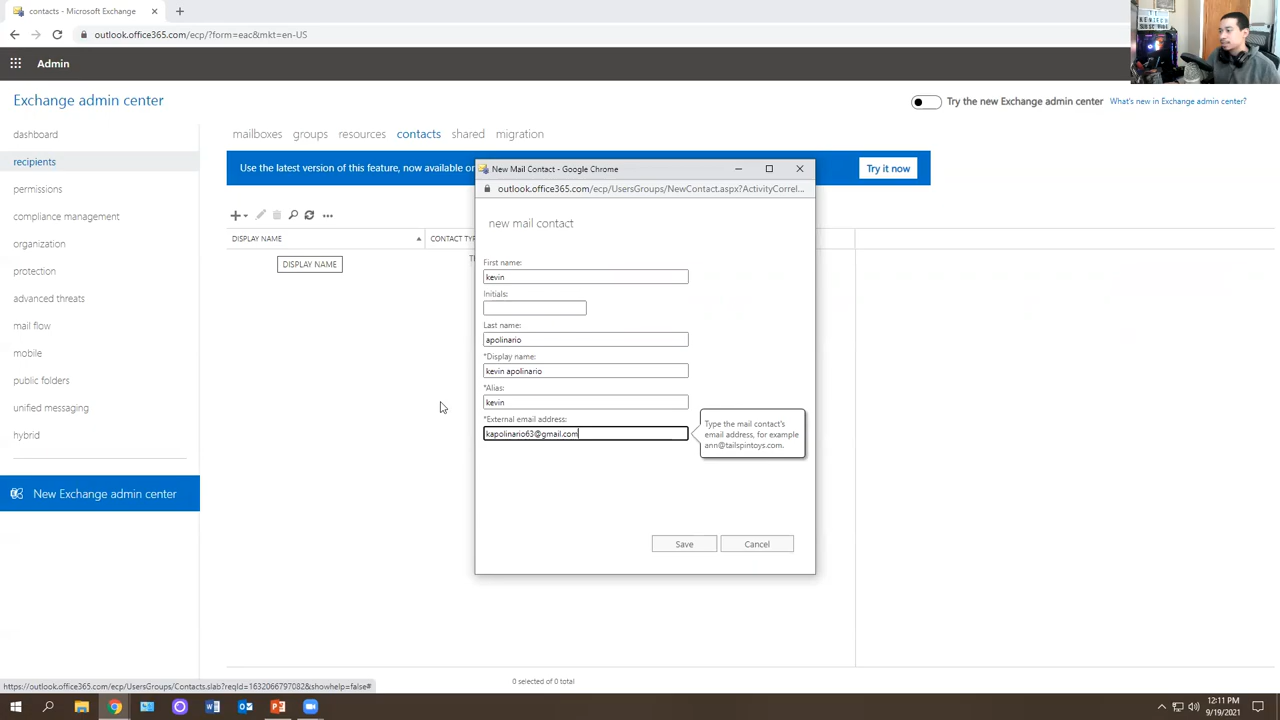 contacts - Microsoft Exchange
outlook.office365.com/ecp/?form=eac&mkt=en-US
Admin
Exchange admin center
Try the new Exchange admin center
What's new in Exchange admin center?
dashboard
recipients
permissions
compliance management
organization
protection
advanced threats
mail flow
mobile
public folders
unified messaging
hybrid
New Exchange admin center
mailboxes groups resources contacts shared migration
Use the latest version of this feature, now available o
Try it now
DISPLAY NAME
CONTACT TYP
DISPLAY NAME
New Mail Contact - Google Chrome
outlook.office365.com/ecp/UsersGroups/NewContact.aspx?ActivityCorrel...
new mail contact
First name:
kevin
Initials:
Last name:
apolinario
*Display name:
kevin apolinario
*Alias:
kevin
*External email address:
kapolinario63@gmail.com
Type the mail contact's
email address, for example
ann@tailspintoys.com.
Save
Cancel
0 selected of 0 total
https://outlook.office365.com/ecp/UsersGroups/Contacts.slab?reqId=1632066797082&showhelp=false#
12:11 PM
9/19/2021